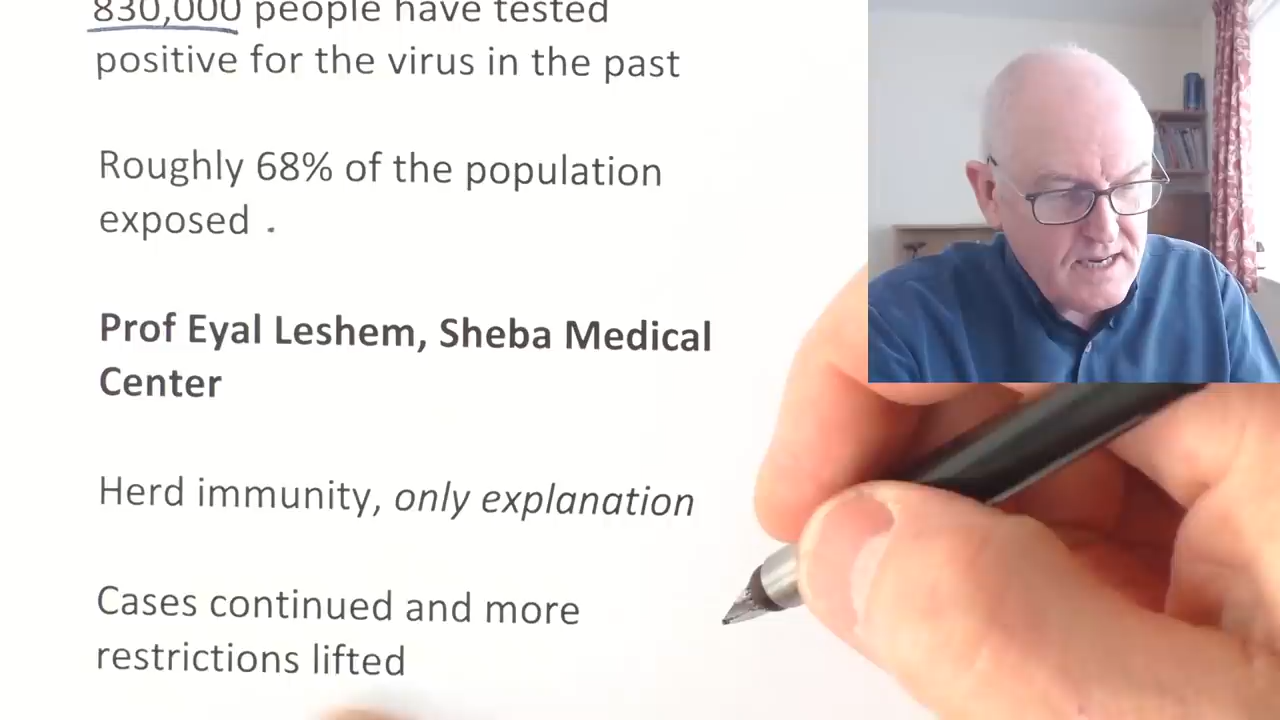 830,000 people have tested
positive for the virus in the past
Roughly 68% of the population
exposed .
Prof Eyal Leshem, Sheba Medical
Center
Herd immunity, only explanation
Cases continued and more
restrictions lifted